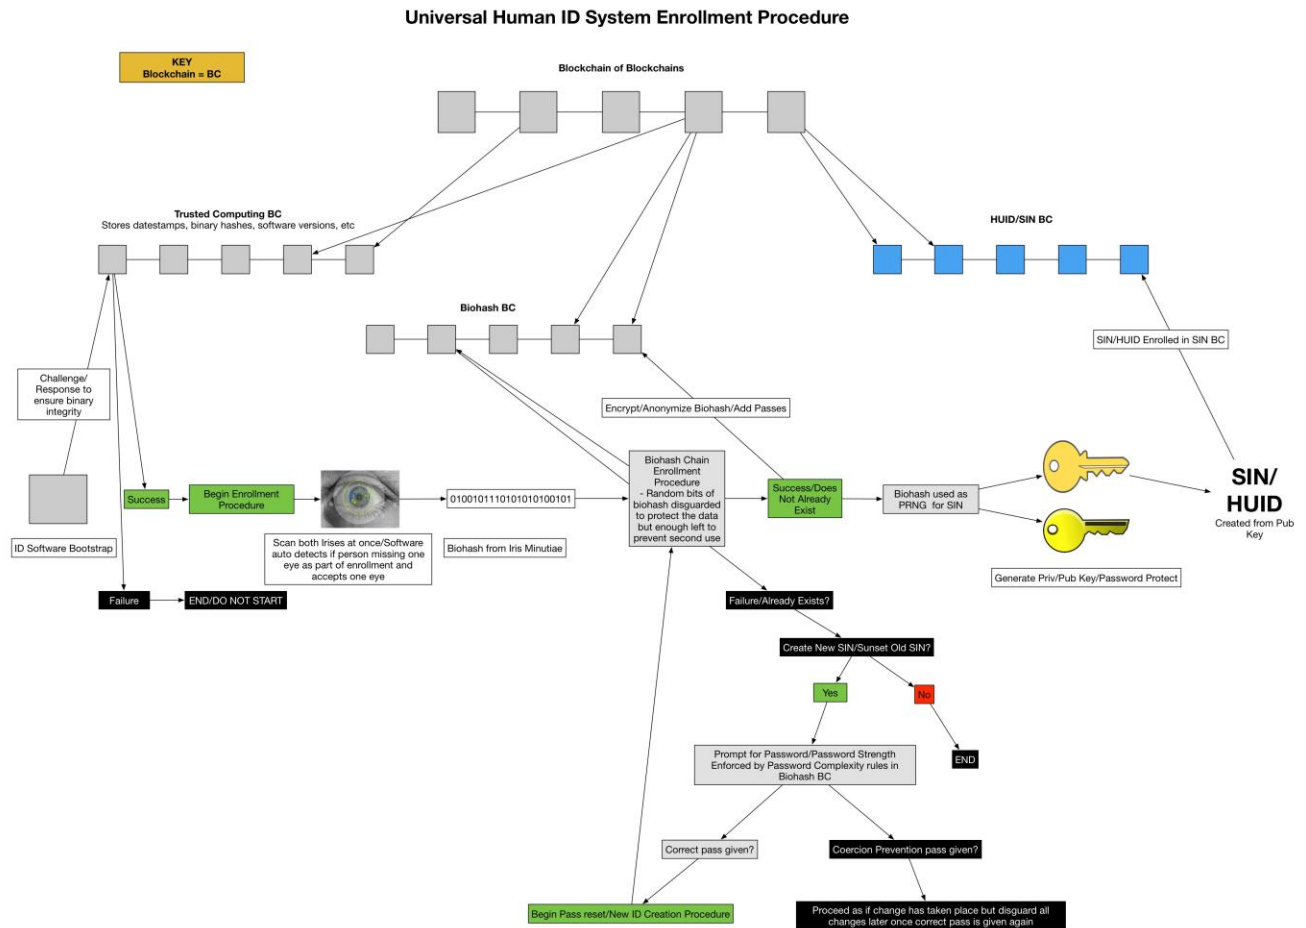 Universal Human ID System Enrollment Procedure
KEY
Blockchain = BC
Blockchain of Blockchains
Trusted Computing BC
Stores datestamps, binary hashes, software versions, etc
HUID/SIN BC
Biohash BC
SIN/HUID Enrolled in SIN BC
Challenge/
Response to
ensure binary
integrity
Encrypt/Anonymize Biohash/Add Passes
Biohash Chain
Enrollment
Procedure
- Random bits of
biohash disguarded
to protect the data
but enough left to
prevent second use
Success
Begin Enrollment
Procedure
0100101110101010100101
Success/Does
Not Already
Exist
Biohash used as
PRNG for SIN
SIN/
HUID
Created from Pub
Key
ID Software Bootstrap
Scan both Irises at once/Software
auto detects if person missing one
eye as part of enrollment and
accepts one eye
Biohash from Iris Minutiae
Generate Priv/Pub Key/Password Protect
Failure
END/DO NOT START
Failure/Already Exists?
Create New SIN/Sunset Old SIN?
Yes
No
Prompt for Password/Password Strength
Enforced by Password Complexity rules in
Biohash BC
END
Correct pass given?
Coercion Prevention pass given?
Begin Pass reset/New ID Creation Procedure
Proceed as if change has taken place but disguard all
changes later once correct pass is given again